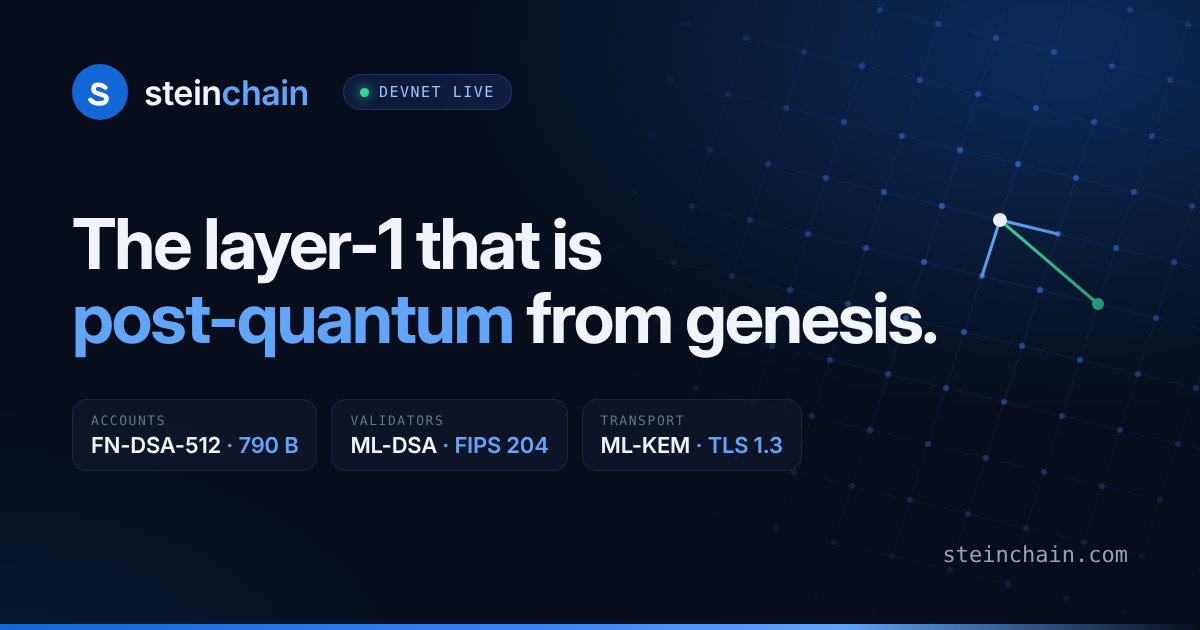 S steinchain DEVNET LIVE
The layer-1 that is
post-quantum from genesis.
ACCOUNTS
FN-DSA-512 · 790 B
VALIDATORS
ML-DSA · FIPS 204
TRANSPORT
ML-KEM · TLS 1.3
steinchain.com